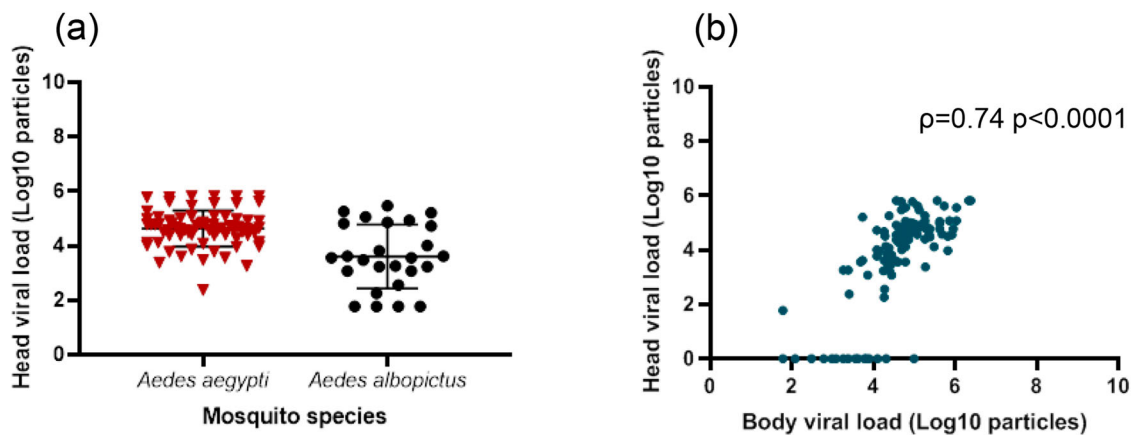 (a)
Head viral load (Log10 particles)
10
8
6
4
2
0
Aedes aegypti Aedes albopictus
Mosquito species
(b)
Head viral load (Log10 particles)
10
8
6
4
2
0
ρ=0.74 p<0.0001
0 2 4 6 8 10
Body viral load (Log10 particles)